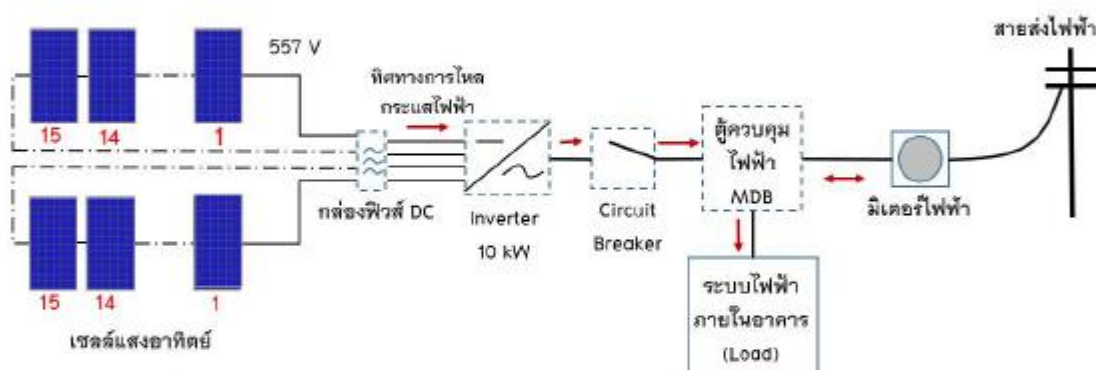 557 V
15
14
1
ทิศทางการไหล
กระแสไฟฟ้า
สายส่งไฟฟ้า
ตู้ควบคุม
ไฟฟ้า
MDB
กล่องฟิวส์ DC
Inverter
10 kW
Circuit
Breaker
มิเตอร์ไฟฟ้า
15
14
1
เซลล์แสงอาทิตย์
ระบบไฟฟ้า
ภายในอาคาร
(Load)